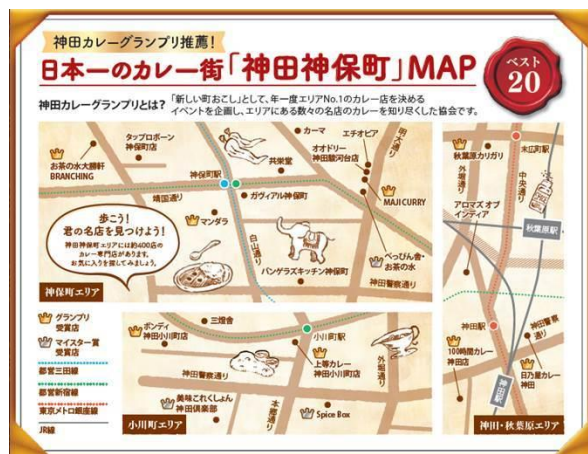 神田カレーグランプリ推薦!
日本一のカレー街「神田神保町」MAP
ベスト
20
神田カレーグランプリとは?
「新しい町おこし」として、年一度エリアNo.1のカレー店を決める
イベントを企画し、エリアにある数々の名店のカレーを知り尽くした協会です。
タップロボーン
神保町店
お茶の水大勝軒
BRANCHING
神保町駅
靖国通り
共栄堂
カーマ
エチオピア
オオドリー
神田駿河台店
明大通り
MAJI CURRY
ガヴィアル神保町
マンダラ
白山通り
べっぴん舎・
お茶の水
バンゲラズキッチン神保町
神田警察通り
歩こう!
君の名店を見つけよう!
神田神保町エリアには約400店の
カレー専門店があります。
お気に入りを探してみましょう。
神保町エリア
グランプリ
受賞店
マイスター賞
受賞店
都営三田線
都営新宿線
東京メトロ銀座線
JR線
三燈舎
ボンディ
神田小川町店
小川町駅
上等カレー
神田小川町店
外堀通り
神田警察通り
美味これくしょん
神田倶楽部
本郷通り
Spice Box
小川町エリア
末広町駅
秋葉原カリガリ
外堀通り
中央通り
アロマズ オブ
インディア
秋葉原駅
神田駅
100時間カレー
神田店
神田警察
通り
日乃屋カレー
神田
神田駅
神田・秋葉原エリア